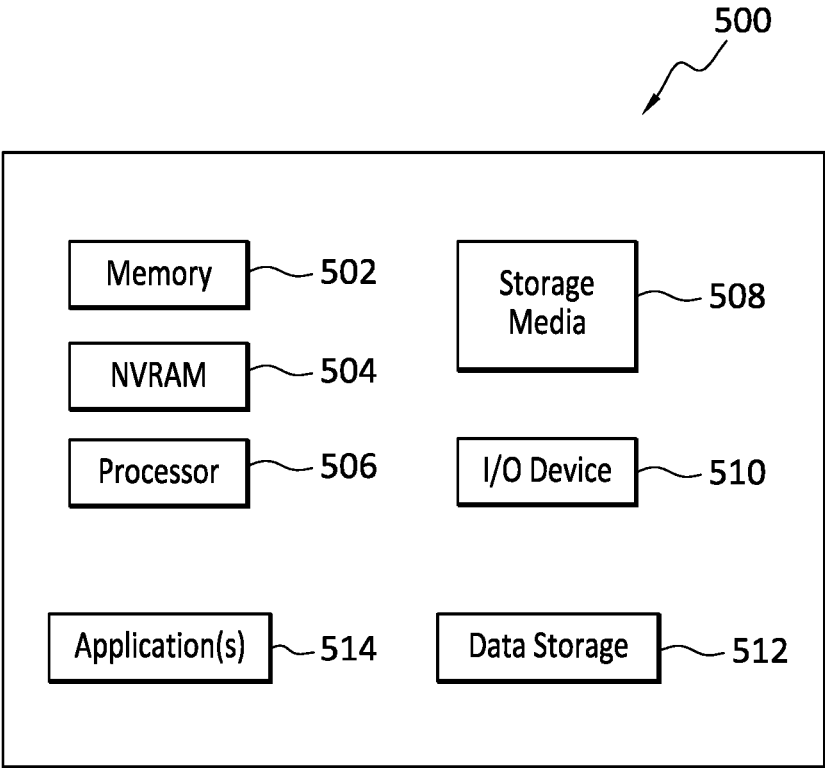 500
Memory 502
Storage
Media
508
NVRAM 504
Processor 506
I/O Device 510
Application(s) 514
Data Storage 512